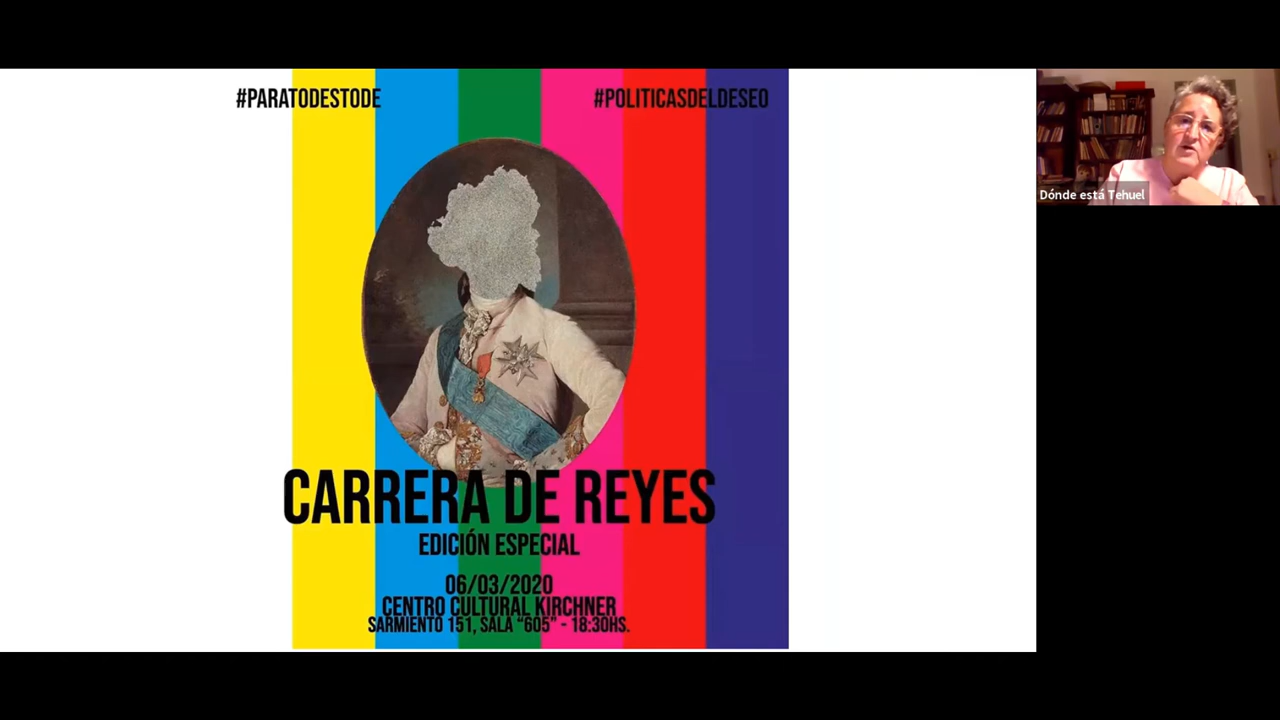 #PARATODESTODE
#POLITICASDELDESEO
Dónde está Tehuel
CARRERA DE REYES
EDICIÓN ESPECIAL
06/03/2020
CENTRO CULTURAL KIRCHNER
SARMIENTO 151, SALA "605" - 18:30HS.